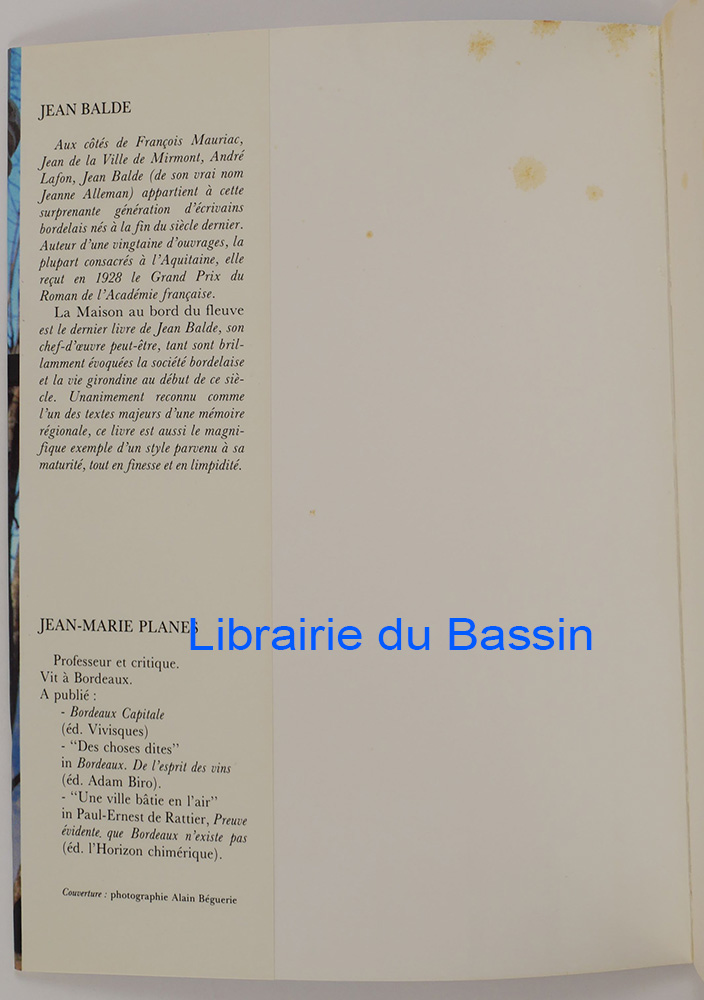 JEAN BALDE
Aux côtés de François Mauriac,
Jean de la Ville de Mirmont, André
Lafon, Jean Balde (de son vrai nom
Jeanne Alleman) appartient à cette
surprenante génération d'écrivains
bordelais nés à la fin du siècle dernier.
Auteur d'une vingtaine d'ouvrages, la
plupart consacrés à l'Aquitaine, elle
reçut en 1928 le Grand Prix du
Roman de l'Académie française.
La Maison au bord du fleuve
est le dernier livre de Jean Balde, son
chef-d'œuvre peut-être, tant sont bril-
lamment évoquées la société bordelaise
et la vie girondine au début de ce siè-
cle. Unanimement reconnu comme
l'un des textes majeurs d'une mémoire
régionale, ce livre est aussi le magni-
fique exemple d'un style parvenu à sa
maturité, tout en finesse et en limpidité.
JEAN-MARIE PLANES
Librairie du Bassin
Professeur et critique.
Vit à Bordeaux.
A publié :
- Bordeaux Capitale
(éd. Vivisques)
- "Des choses dites"
in Bordeaux. De l'esprit des vins
(éd. Adam Biro).
- "Une ville bâtie en l'air"
in Paul-Ernest de Rattier, Preuve
évidente que Bordeaux n'existe pas
(éd. l'Horizon chimérique).
Couverture : photographie Alain Béguerie